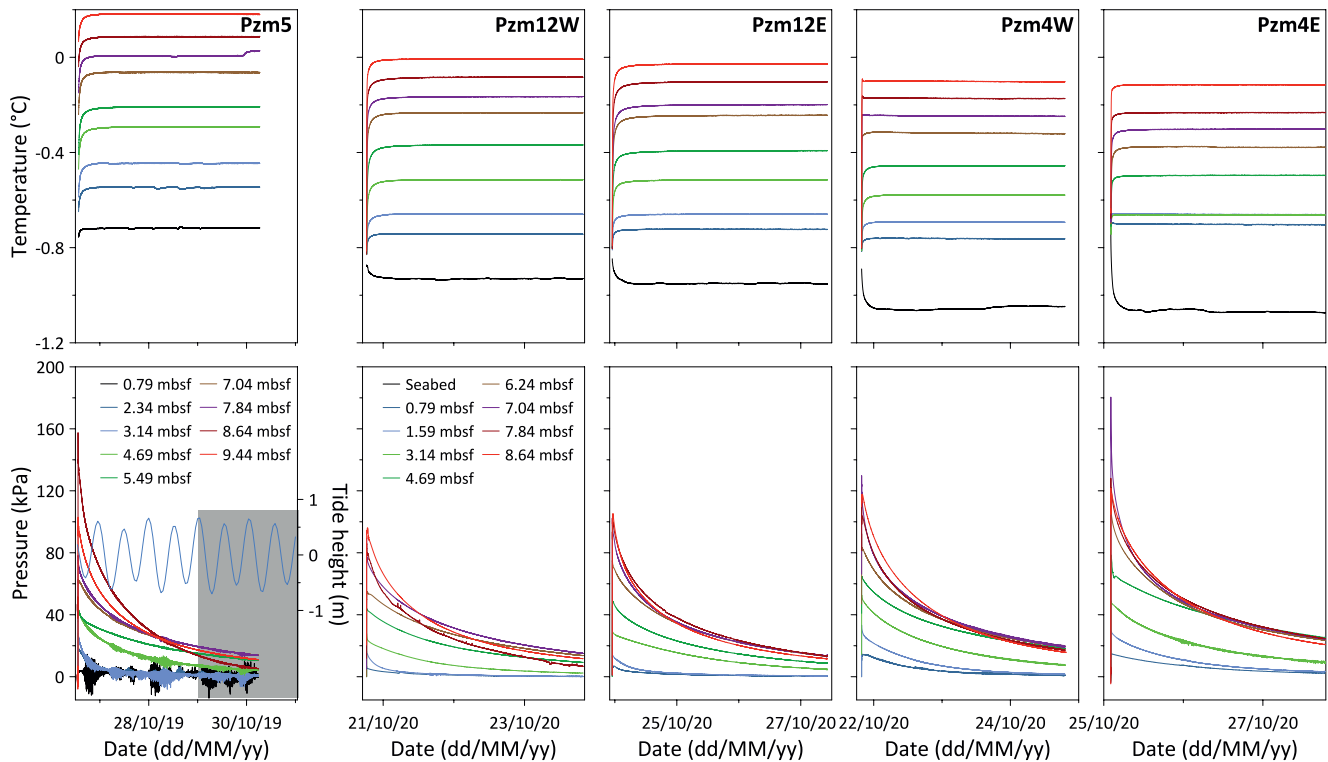 Pzm5
Pzm12W
Pzm12E
Pzm4W
Pzm4E
Temperature (°C)
0
-0.4
-0.8
-1.2
Pressure (kPa)
200
160
120
80
40
0
0.79 mbsf
7.04 mbsf
2.34 mbsf
7.84 mbsf
3.14 mbsf
8.64 mbsf
4.69 mbsf
9.44 mbsf
5.49 mbsf
1
0
-1
Tide height (m)
Seabed
6.24 mbsf
0.79 mbsf
7.04 mbsf
1.59 mbsf
7.84 mbsf
3.14 mbsf
8.64 mbsf
4.69 mbsf
28/10/19
30/10/19
21/10/20
23/10/20
25/10/20
27/10/20
22/10/20
24/10/20
25/10/20
27/10/20
Date (dd/MM/yy)
Date (dd/MM/yy)
Date (dd/MM/yy)
Date (dd/MM/yy)
Date (dd/MM/yy)